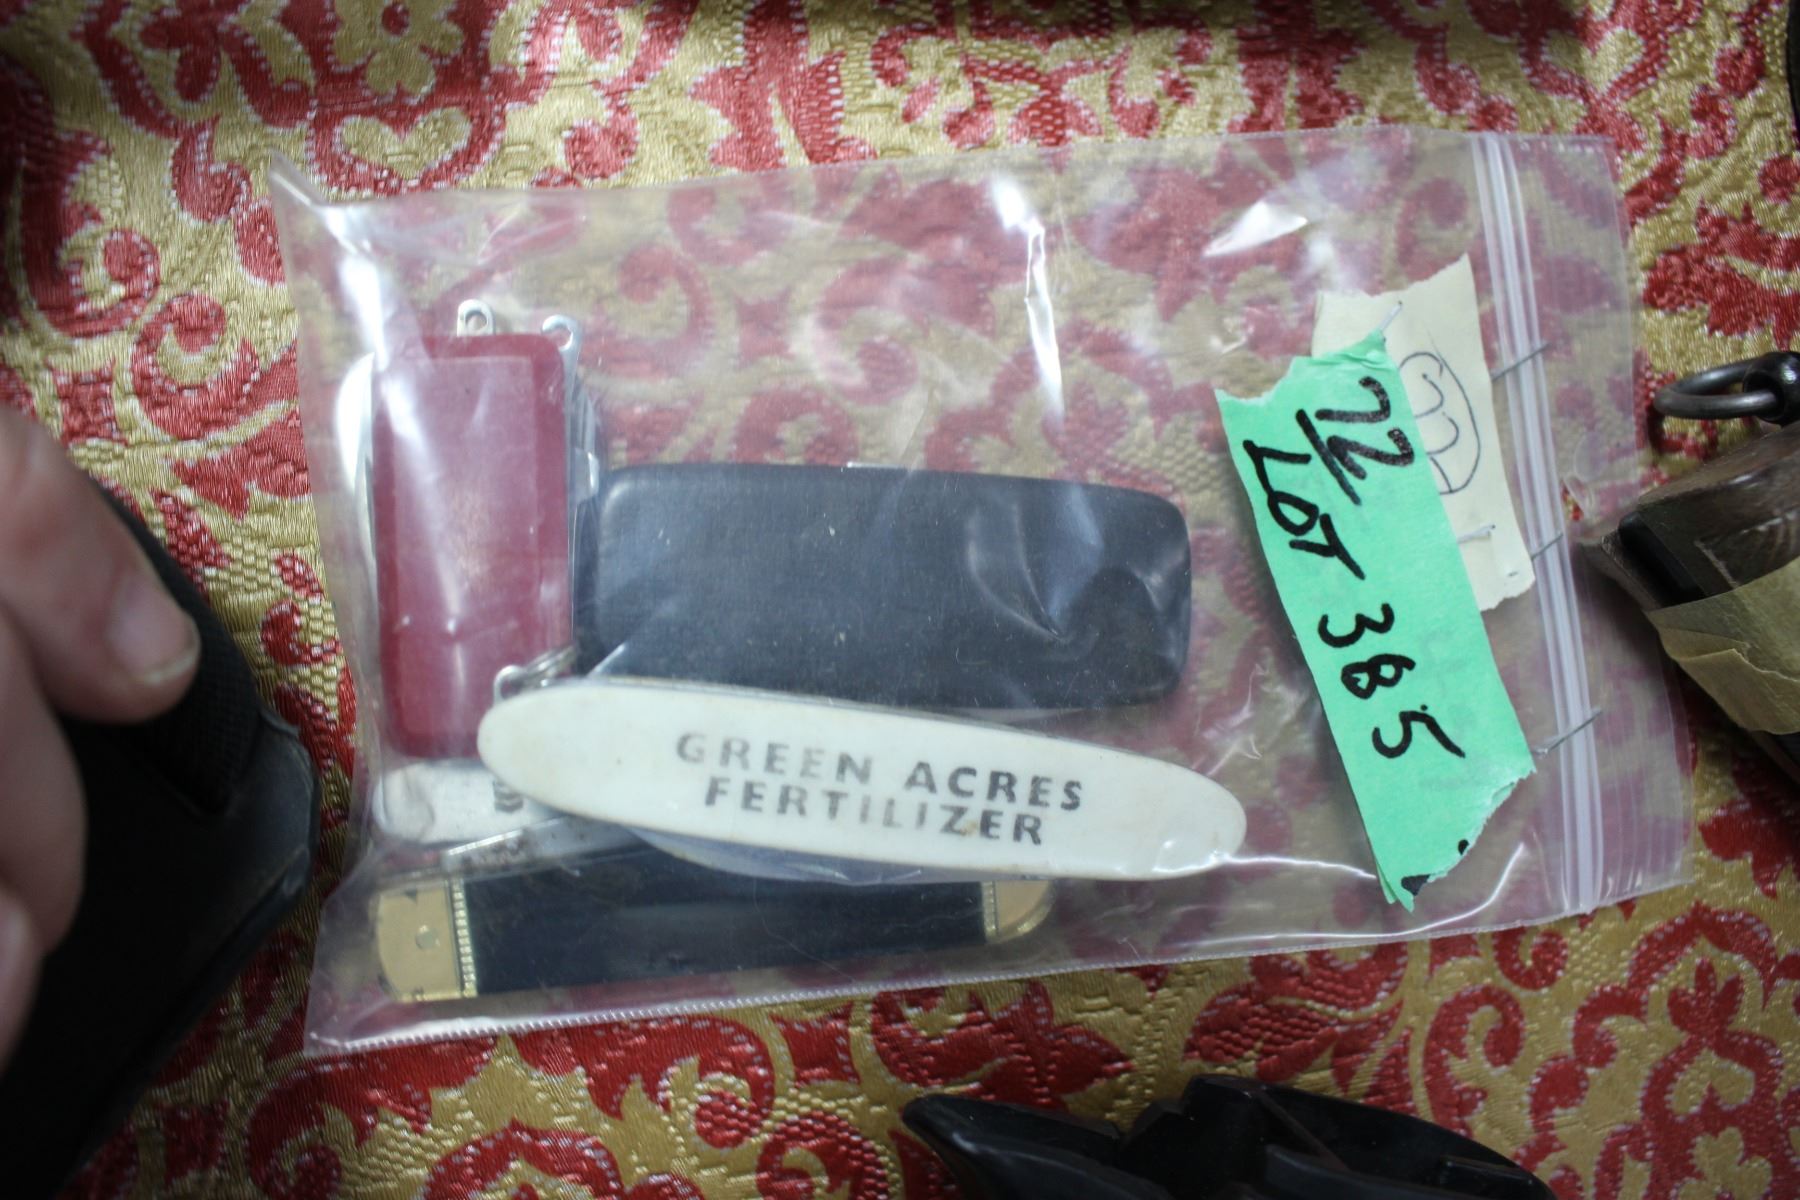 GREEN ACRES
FERTILIZER
72
LOT 385